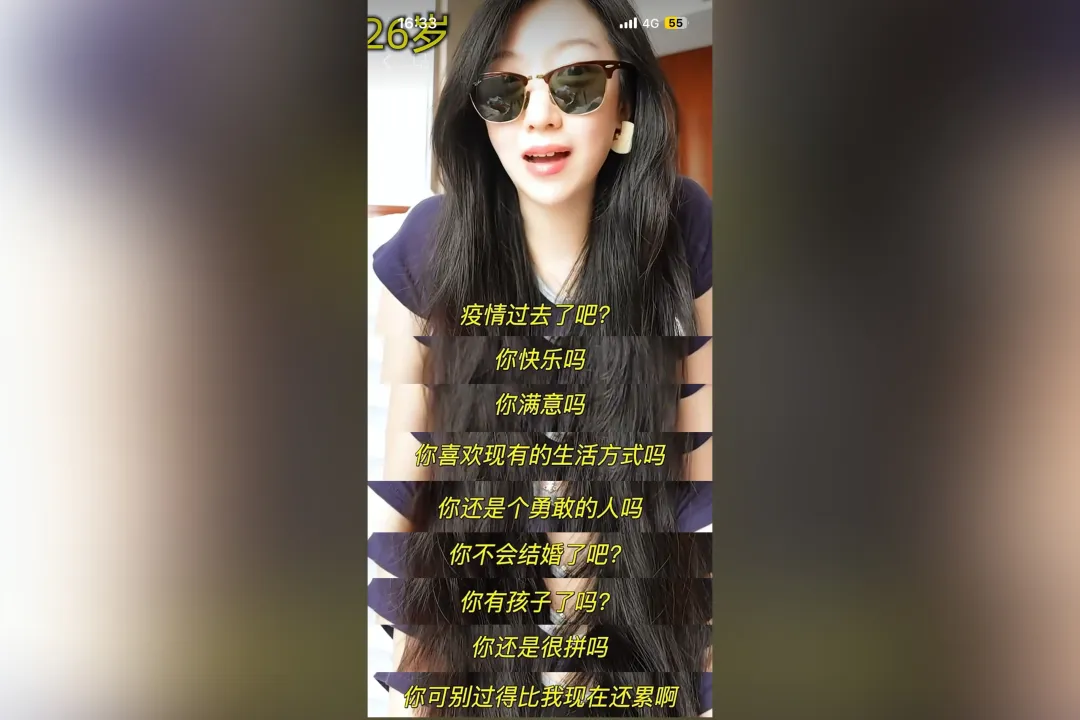 16:33
4G
55
26岁
疫情过去了吧？
你快乐吗
你满意吗
你喜欢现有的生活方式吗
你还是个勇敢的人吗
你不会结婚了吧？
你有孩子了吗？
你还是很拼吗
你可别过得比我现在还累啊